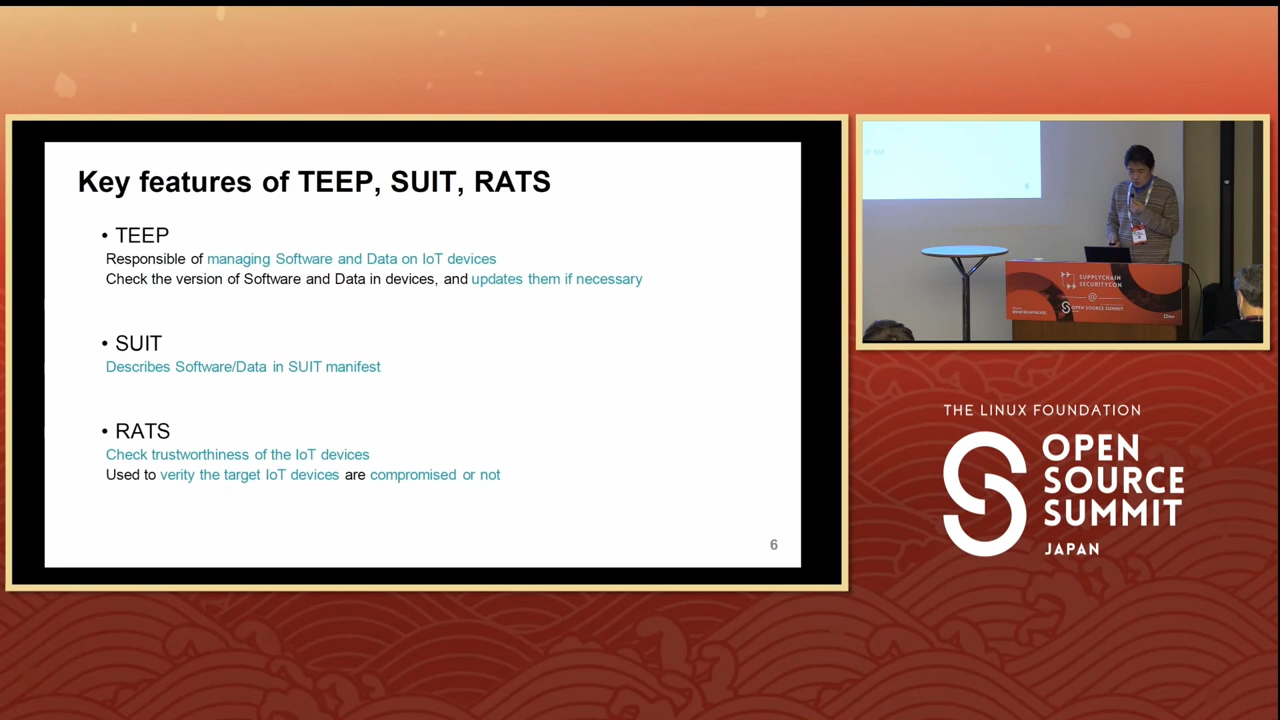 Key features of TEEP, SUIT, RATS
• TEEP
Responsible of managing Software and Data on IoT devices
Check the version of Software and Data in devices, and updates them if necessary
• SUIT
Describes Software/Data in SUIT manifest
• RATS
Check trustworthiness of the IoT devices
Used to verity the target IoT devices are compromised or not
6
6
SUPPLYCHAIN
SECURITYCON
@
OPEN SOURCE SUMMIT
THE LINUX FOUNDATION
OPEN
SOURCE
SUMMIT
JAPAN